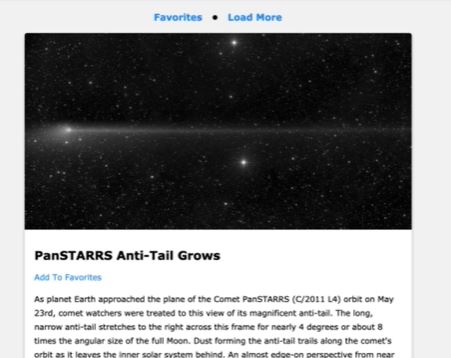 Favorites • Load More
PanSTARRS Anti-Tail Grows
Add To Favorites
As planet Earth approached the plane of the Comet PanSTARRS (C/2011 L4) orbit on May
23rd, comet watchers were treated to this view of its magnificent anti-tail. The long,
narrow anti-tail stretches to the right across this frame for nearly 4 degrees or about 8
times the angular size of the full Moon. Dust forming the anti-tail trails along the comet's
orbit as it leaves the inner solar system behind. An almost edge-on perspective from near